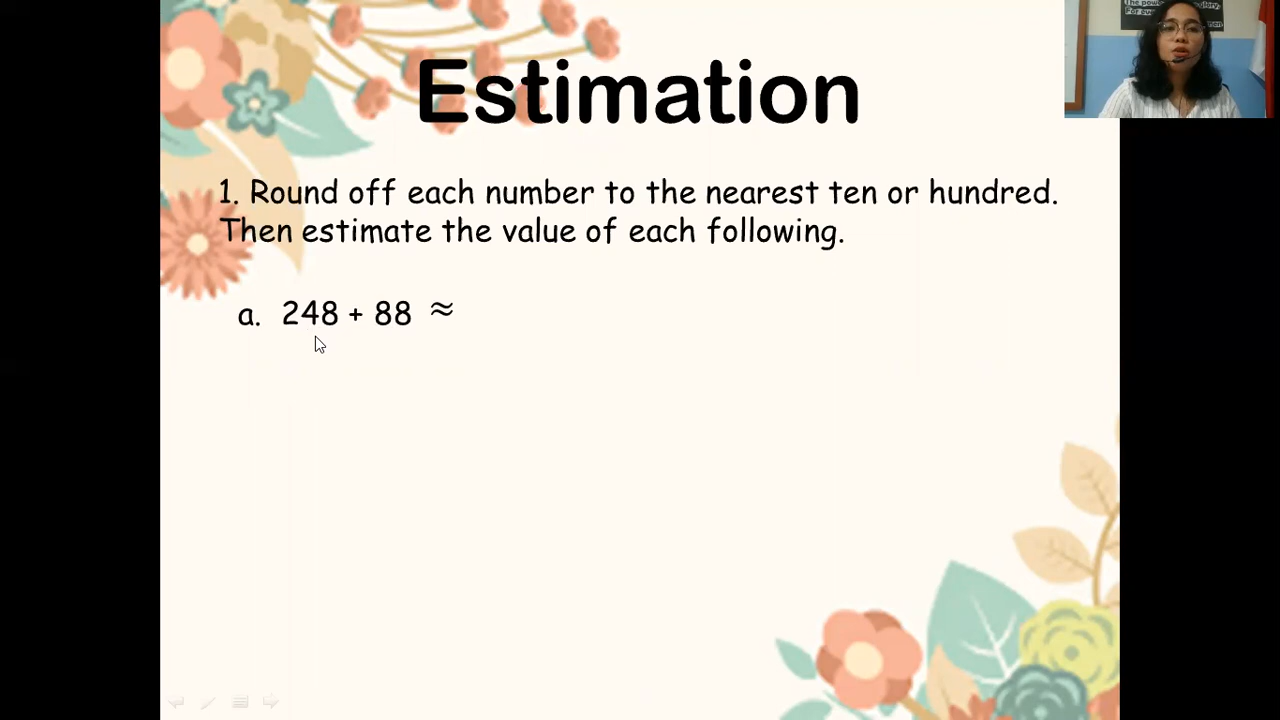 Estimation
1. Round off each number to the nearest ten or hundred.
Then estimate the value of each following.
a. 248 + 88 ≈